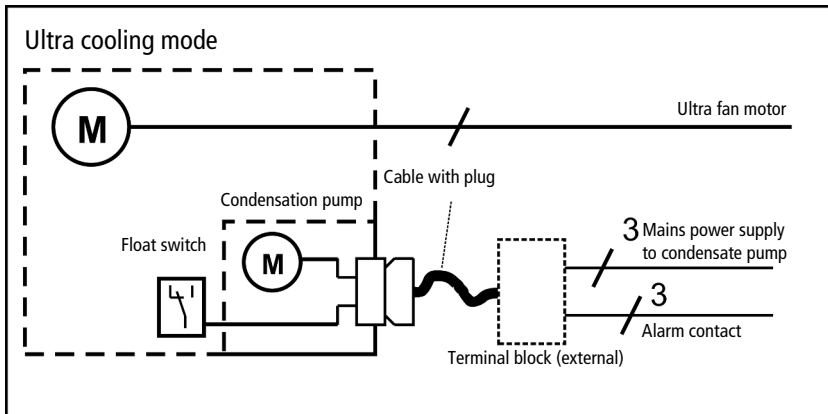 Ultra cooling mode
M
Ultra fan motor
Cable with plug
Condensation pump
Float switch
M
3 Mains power supply
to condensate pump
3
Alarm contact
Terminal block (external)